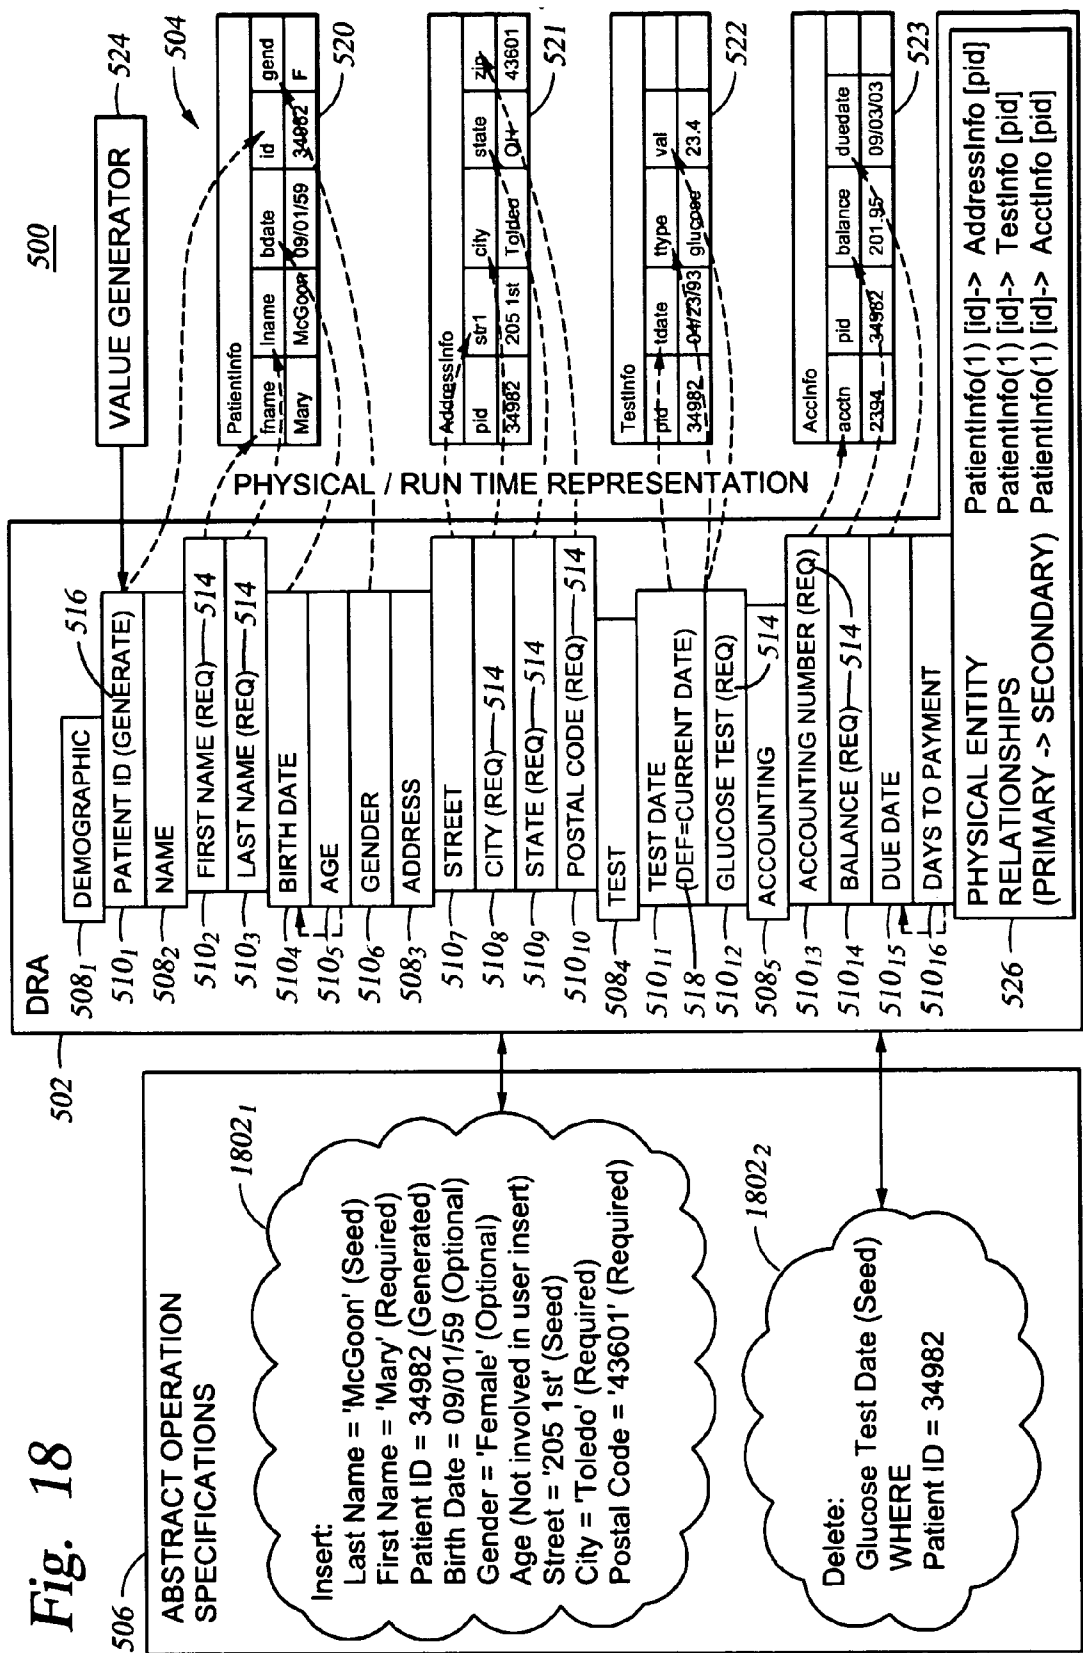 Fig. 18
500
506
ABSTRACT OPERATION
SPECIFICATIONS
1802₁
Insert:
Last Name = 'McGoon' (Seed)
First Name = 'Mary' (Required)
Patient ID = 34982 (Generated)
Birth Date = 09/01/59 (Optional)
Gender = 'Female' (Optional)
Age (Not involved in user insert)
Street = '205 1st' (Seed)
City = 'Toledo' (Required)
Postal Code = '43601' (Required)
1802₂
Delete:
Glucose Test Date (Seed)
WHERE
Patient ID = 34982
502
DRA
508₁ DEMOGRAPHIC
516
510₁ PATIENT ID (GENERATE)
508₂ NAME
510₂ FIRST NAME (REQ) 514
510₃ LAST NAME (REQ) 514
510₄ BIRTH DATE
510₅ AGE
510₆ GENDER
508₃ ADDRESS
510₇ STREET
510₈ CITY (REQ) 514
510₉ STATE (REQ) 514
510₁₀ POSTAL CODE (REQ) 514
508₄ TEST
510₁₁ TEST DATE
518 (DEF=CURRENT DATE)
510₁₂ GLUCOSE TEST (REQ) 514
508₅ ACCOUNTING
510₁₃ ACCOUNTING NUMBER (REQ)
510₁₄ BALANCE (REQ) 514
510₁₅ DUE DATE
510₁₆ DAYS TO PAYMENT
526
PHYSICAL ENTITY
RELATIONSHIPS
(PRIMARY -> SECONDARY)
PatientInfo(1) [id]-> AddressInfo [pid]
PatientInfo(1) [id]-> TestInfo [pid]
PatientInfo(1) [id]-> AcctInfo [pid]
VALUE GENERATOR
524
504
PHYSICAL / RUN TIME REPRESENTATION
PatientInfo
fname lname bdate id gend
Mary McGoon 09/01/59 34982 F
520
AddressInfo
pid str1 city state zip
34982 205 1st Toldeo OH 43601
521
TestInfo
pid tdate ttype val
34982 04/23/93 glucose 23.4
522
AccInfo
acctn pid balance duedate
2394 34982 201.95 09/03/03
523